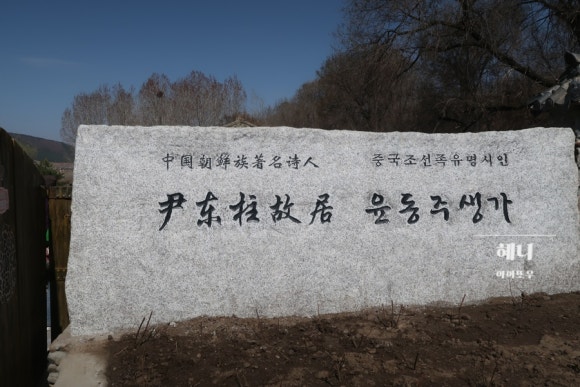 中国朝鲜族著名诗人 중국조선족유명시인
尹东柱故居 윤동주생가
헤니